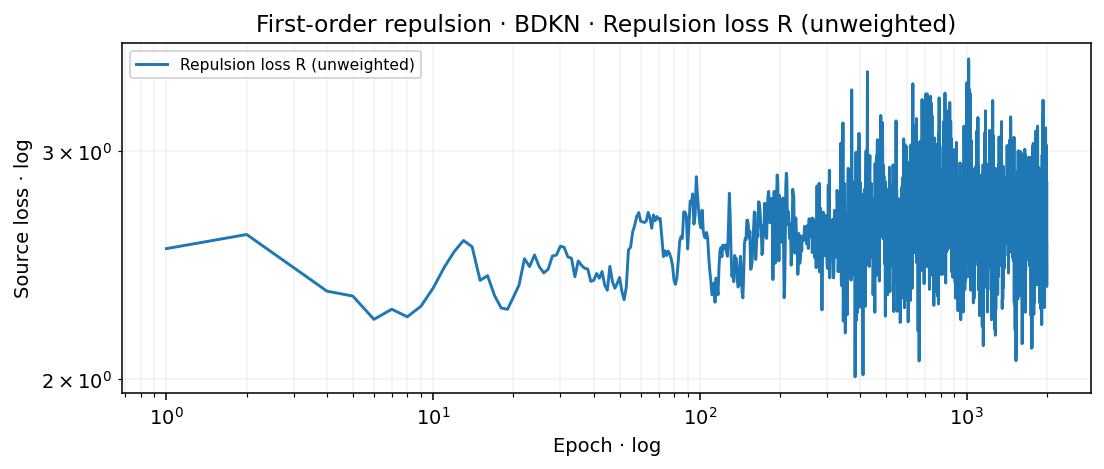 First-order repulsion · BDKN · Repulsion loss R (unweighted)
Repulsion loss R (unweighted)
Source loss · log
3 × 10⁰
2 × 10⁰
10⁰ 10¹ 10² 10³
Epoch · log